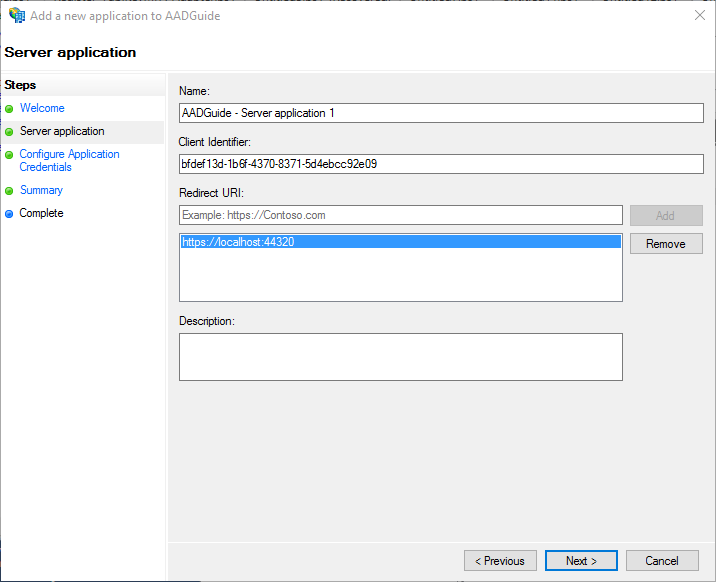 Add a new application to AADGuide
Server application
Steps
Welcome
Server application
Configure Application
Credentials
Summary
Complete
Name:
AADGuide - Server application 1
Client Identifier:
bfdef13d-1b6f-4370-8371-5d4ebcc92e09
Redirect URI:
Example: https://Contoso.com
Add
https://localhost:44320
Remove
Description:
< Previous
Next >
Cancel